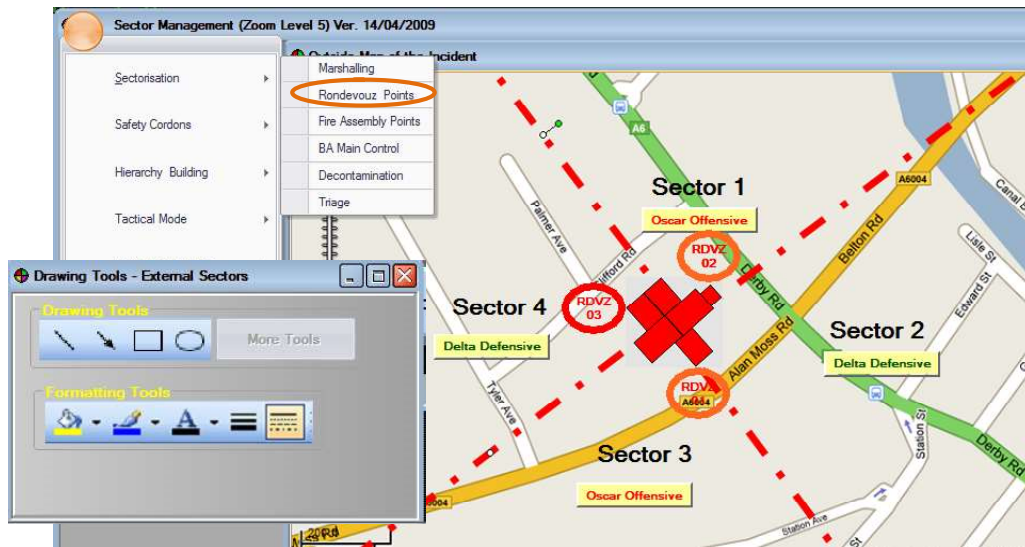 Sector Management (Zoom Level 5) Ver. 14/04/2009
Sectorisation
Safety Cordons
Hierarchy Building
Tactical Mode
Marshalling
Rondevouz Points
Fire Assembly Points
BA Main Control
Decontamination
Triage
Outside Map of the Incident
A6
A6004
Canal
Sector 1
Oscar Offensive
Palmer Ave
Clifford Rd
RDVZ
02
Belton Rd
Lisle St
Edward St
Derby Rd
Sector 4
RDVZ
03
Delta Defensive
Sector 2
Delta Defensive
Alan Moss Rd
Tyler Ave
RDVZ
A6004
Station St
Derby Rd
Sector 3
Oscar Offensive
Station Ave
Drawing Tools - External Sectors
Drawing Tools
More Tools
Formatting Tools
A